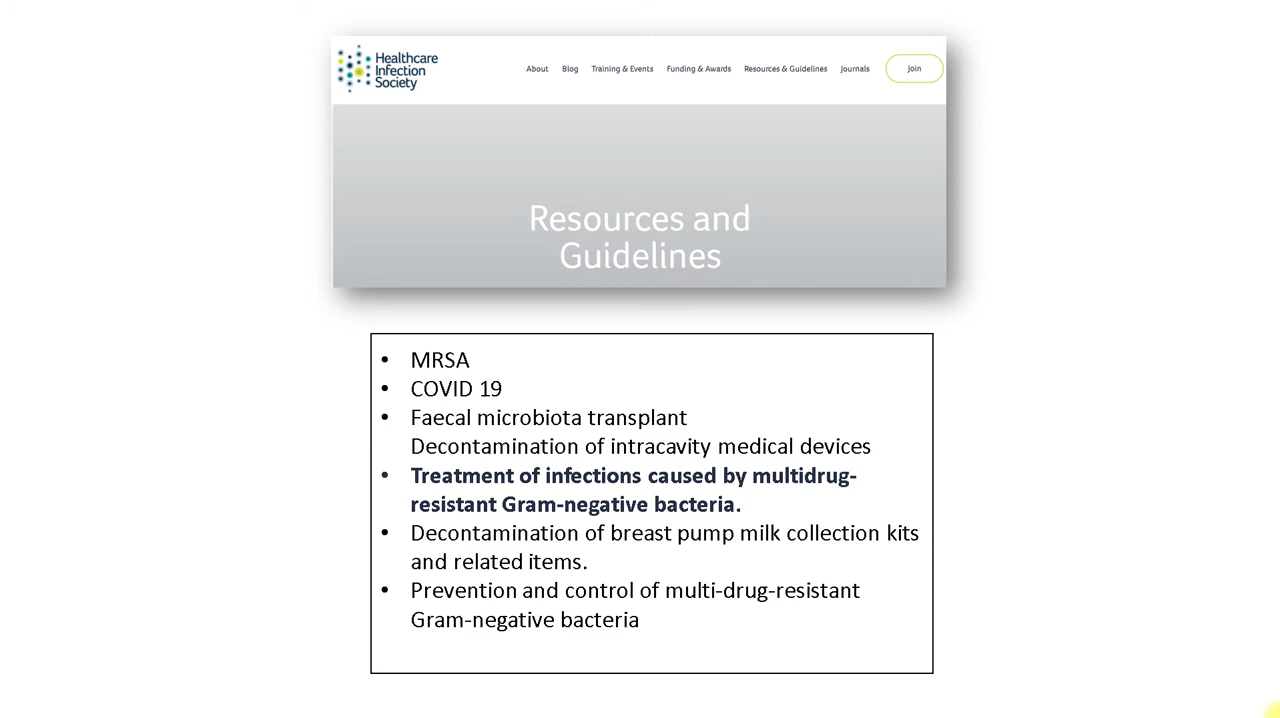 Healthcare
Infection
Society
About Blog Training & Events Funding & Awards Resources & Guidelines Journals Join
Resources and
Guidelines
• MRSA
• COVID 19
• Faecal microbiota transplant
Decontamination of intracavity medical devices
• Treatment of infections caused by multidrug-
resistant Gram-negative bacteria.
• Decontamination of breast pump milk collection kits
and related items.
• Prevention and control of multi-drug-resistant
Gram-negative bacteria